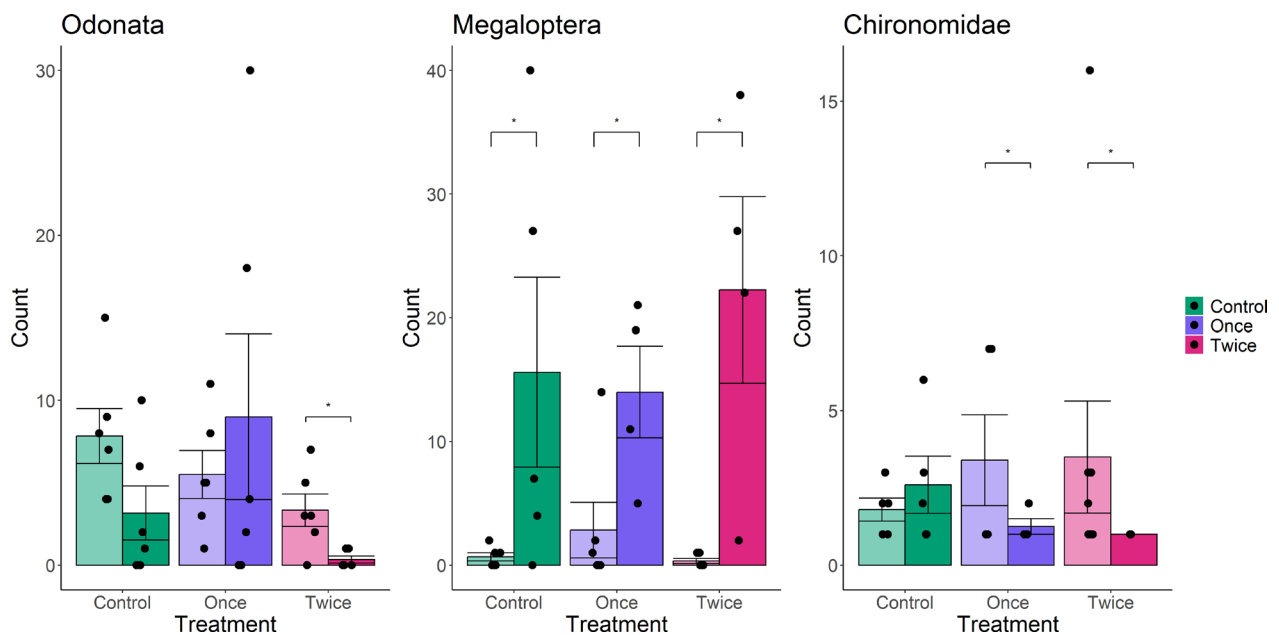 Odonata
Megaloptera
Chironomidae
30
20
10
0
Count
*
Control
Once
Twice
Treatment
40
30
20
10
0
Count
*
*
*
Control
Once
Twice
Treatment
15
10
5
0
Count
*
*
Control
Once
Twice
Treatment
Control
Once
Twice